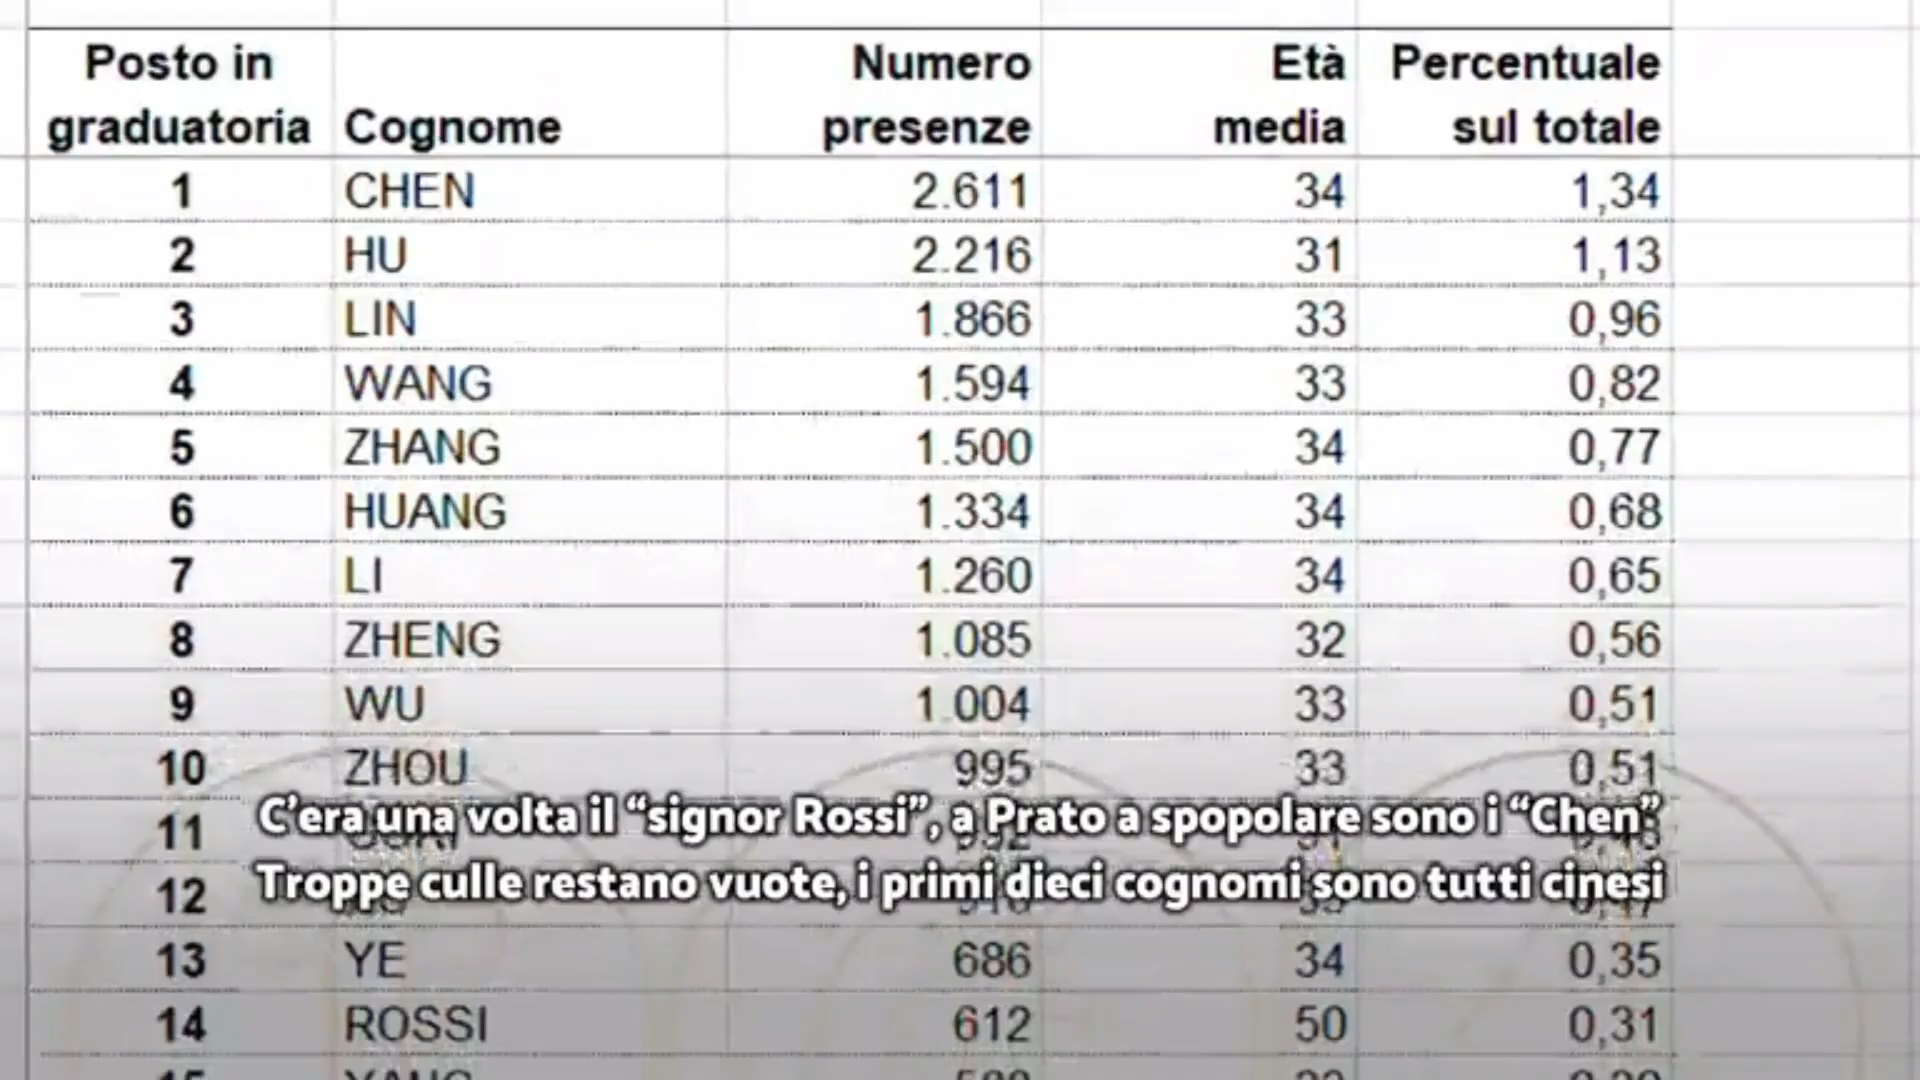 Posto in graduatoria Cognome Numero presenze Età media Percentuale sul totale
1 CHEN 2.611 34 1,34
2 HU 2.216 31 1,13
3 LIN 1.866 33 0,96
4 WANG 1.594 33 0,82
5 ZHANG 1.500 34 0,77
6 HUANG 1.334 34 0,68
7 LI 1.260 34 0,65
8 ZHENG 1.085 32 0,56
9 WU 1.004 33 0,51
10 ZHOU 995 33 0,51
11
C'era una volta il “signor Rossi”, a Prato a spopolare sono i “Chen”
12
Troppe culle restano vuote, i primi dieci cognomi sono tutti cinesi
13 YE 686 34 0,35
14 ROSSI 612 50 0,31